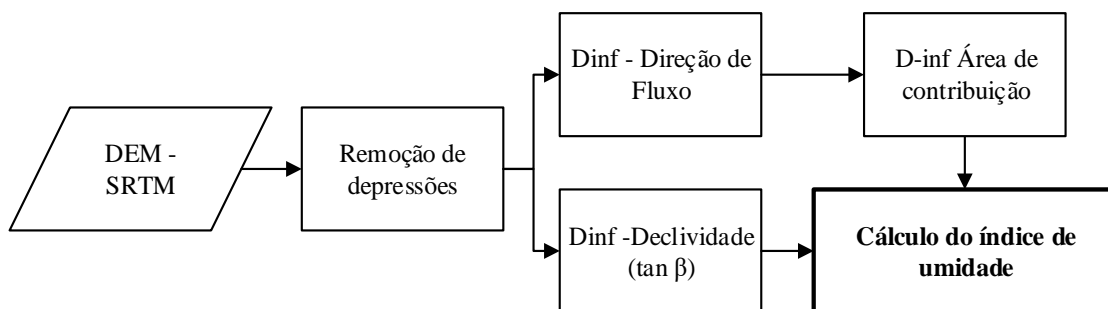 DEM -
SRTM
Remoção de
depressões
Dinf - Direção de
Fluxo
D-inf Área de
contribuição
Dinf -Declividade
(tan β)
Cálculo do índice de
umidade